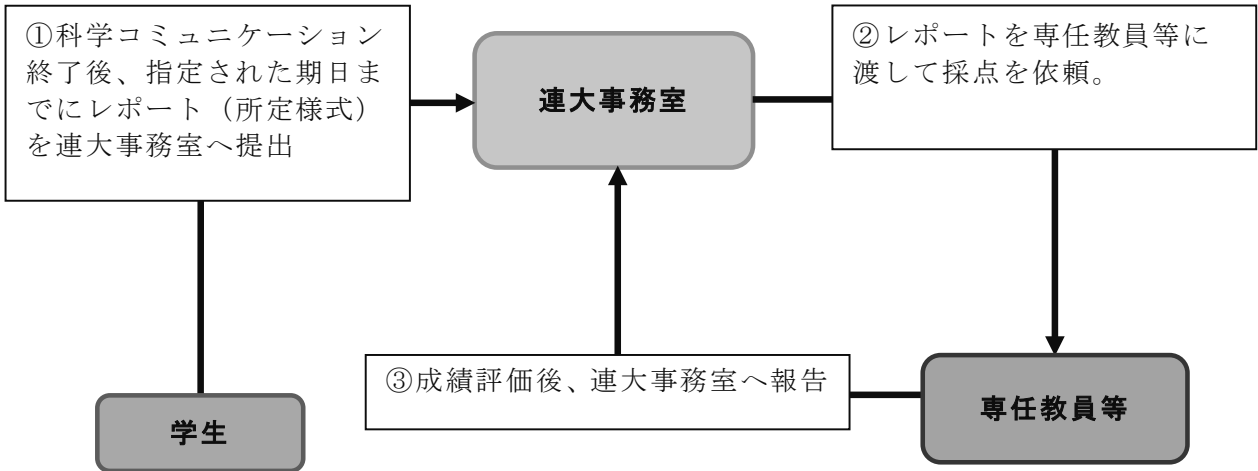 ①科学コミュニケーション
終了後、指定された期日ま
でにレポート（所定様式）
を連大事務室へ提出
連大事務室
②レポートを専任教員等に
渡して採点を依頼。
③成績評価後、連大事務室へ報告
専任教員等
学生